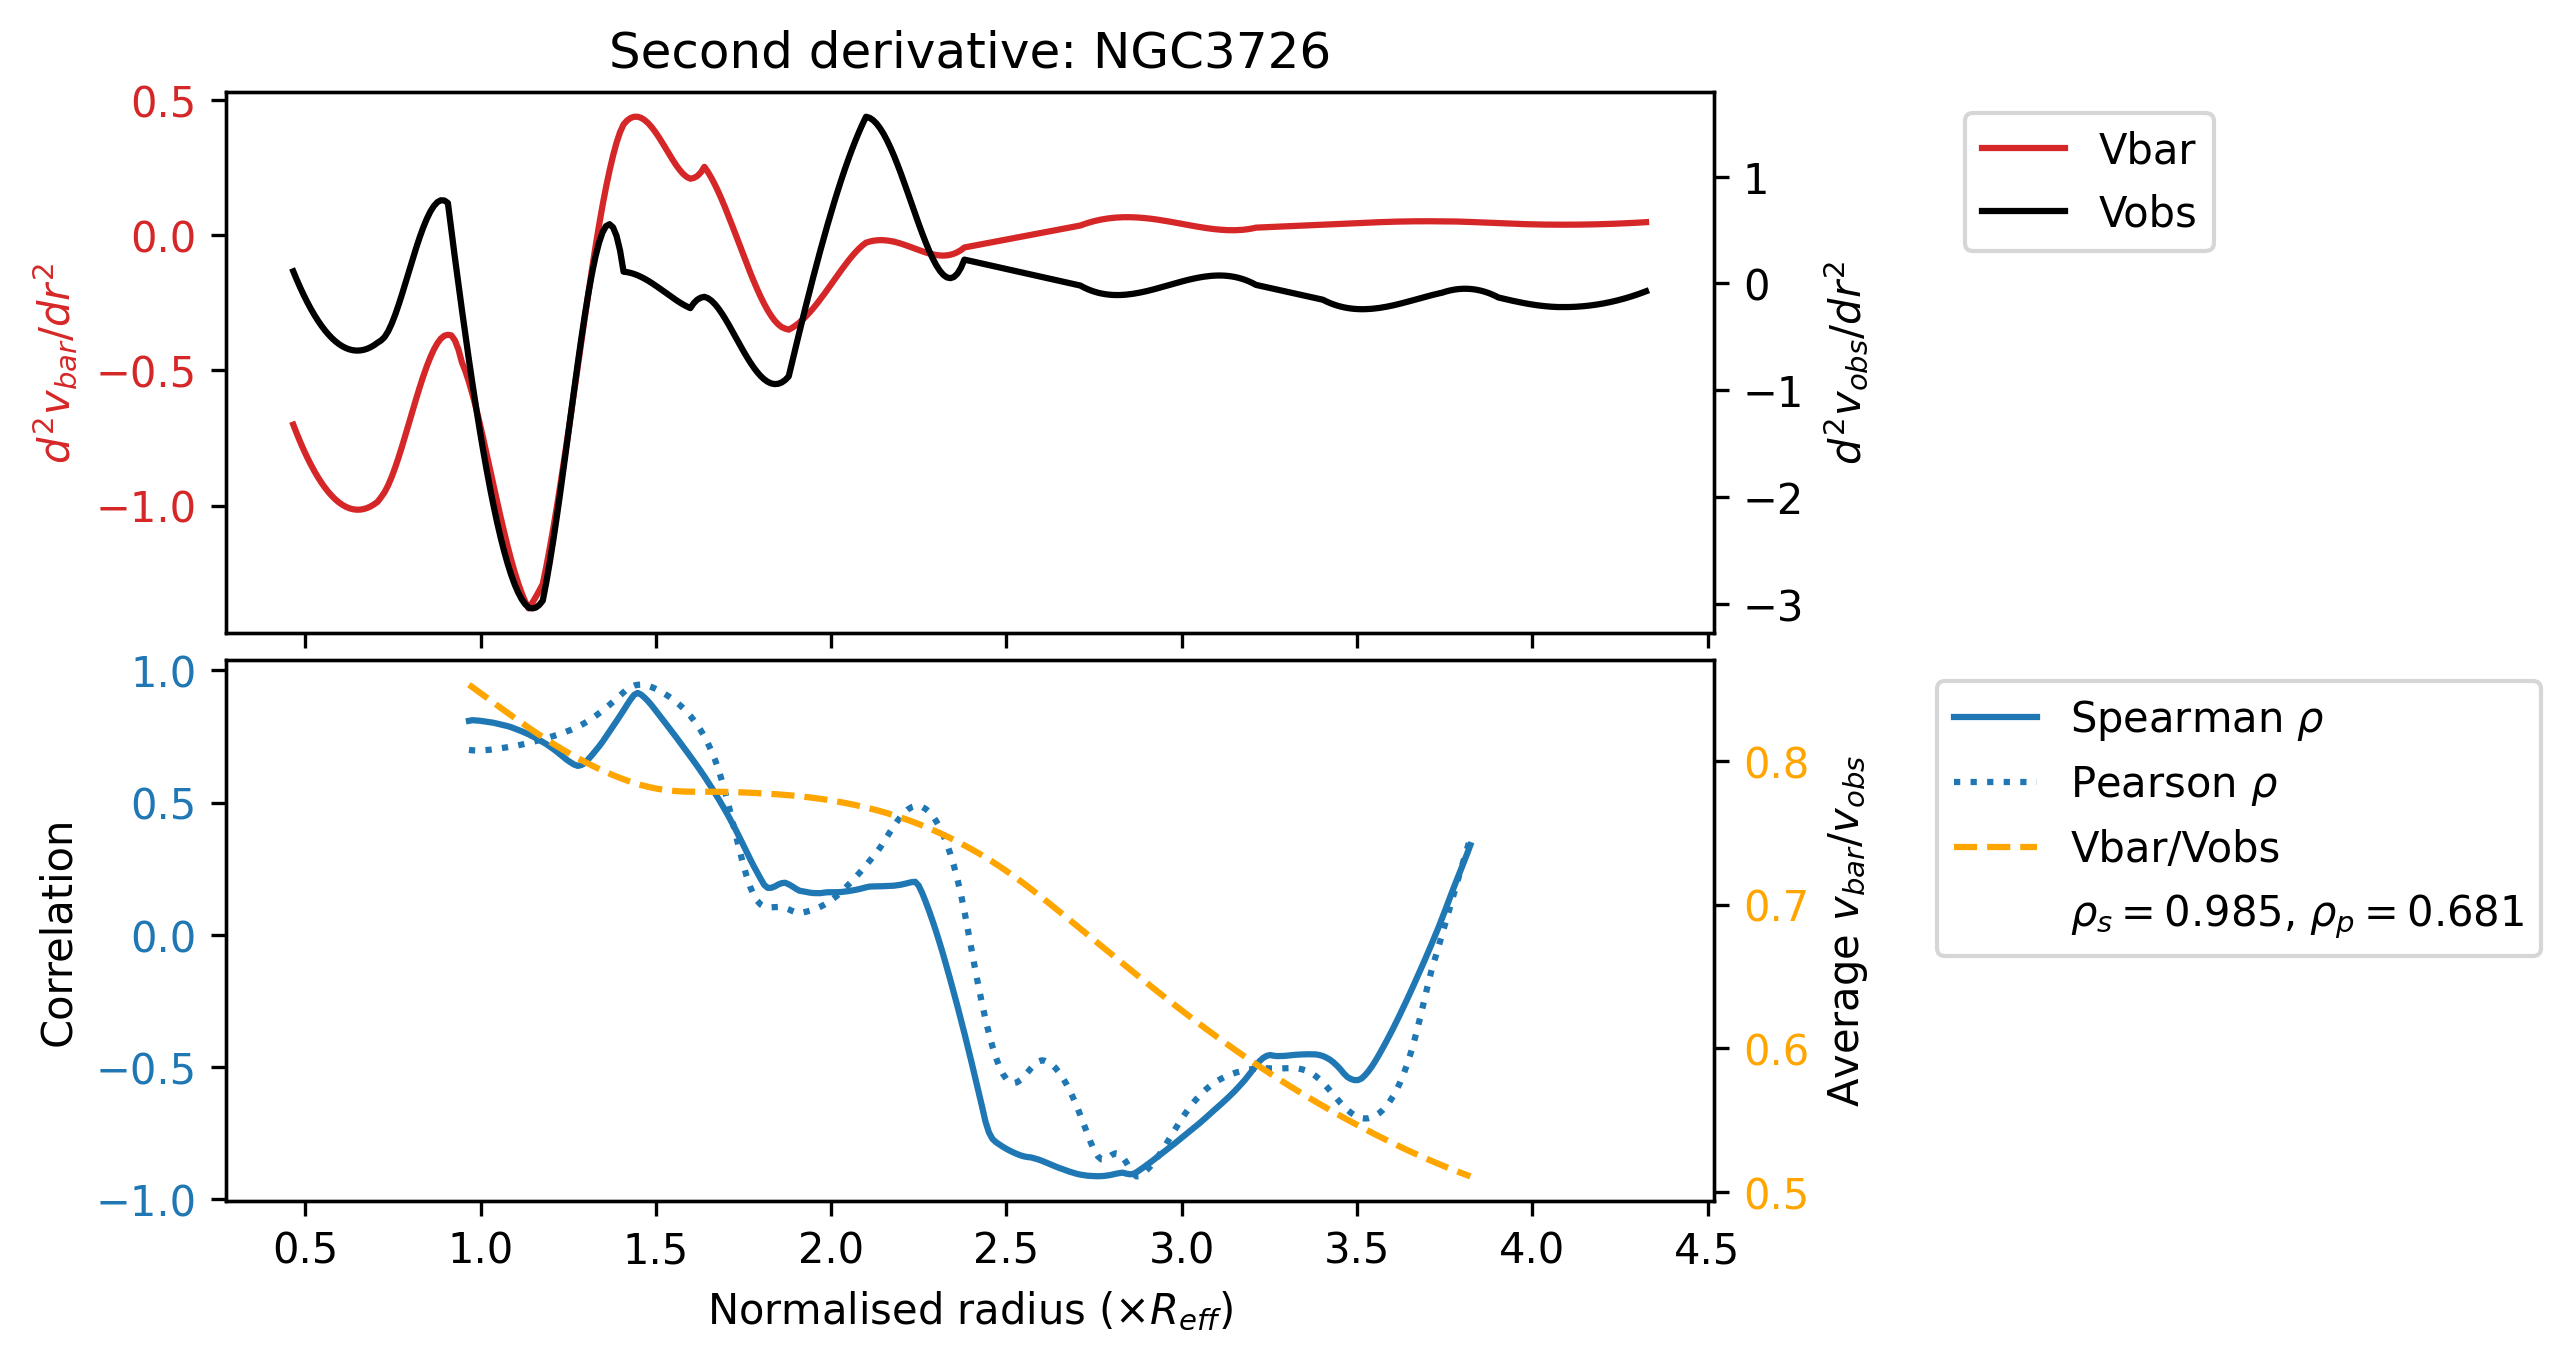 Second derivative: NGC3726
0.5
0.0
−0.5
−1.0
d²v_bar/dr²
1
0
−1
−2
−3
d²v_obs/dr²
Vbar
Vobs
1.0
0.5
0.0
−0.5
−1.0
Correlation
0.8
0.7
0.6
0.5
Average v_bar/v_obs
Spearman ρ
Pearson ρ
Vbar/Vobs
ρ_s = 0.985, ρ_p = 0.681
0.5 1.0 1.5 2.0 2.5 3.0 3.5 4.0 4.5
Normalised radius (×R_eff)